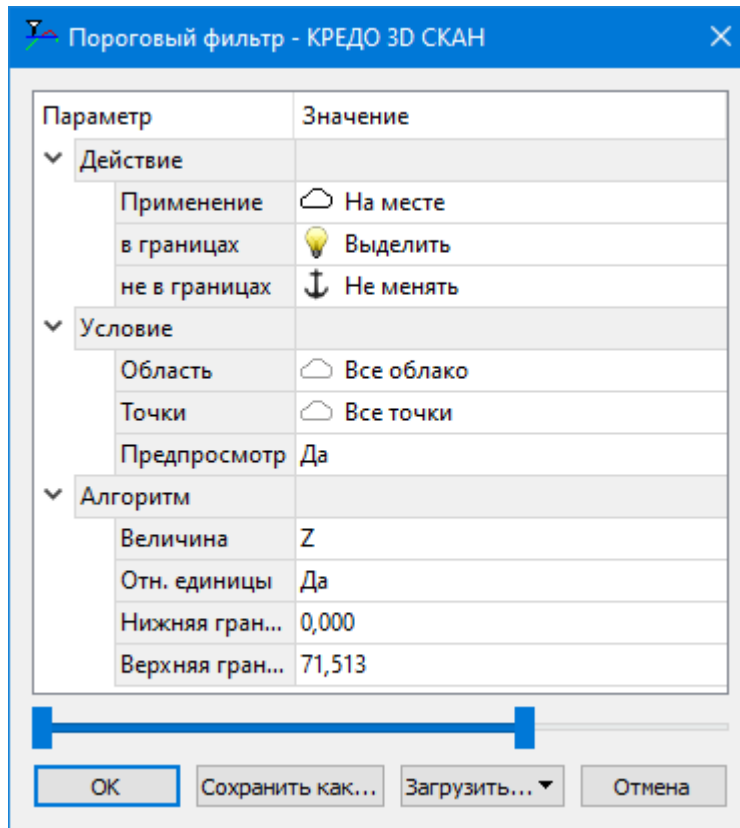 Пороговый фильтр - КРЕДО 3D СКАН
Параметр Значение
Действие
Применение На месте
в границах Выделить
не в границах Не менять
Условие
Область Все облако
Точки Все точки
Предпросмотр Да
Алгоритм
Величина Z
Отн. единицы Да
Нижняя гран... 0,000
Верхняя гран... 71,513
ОК Сохранить как... Загрузить... Отмена